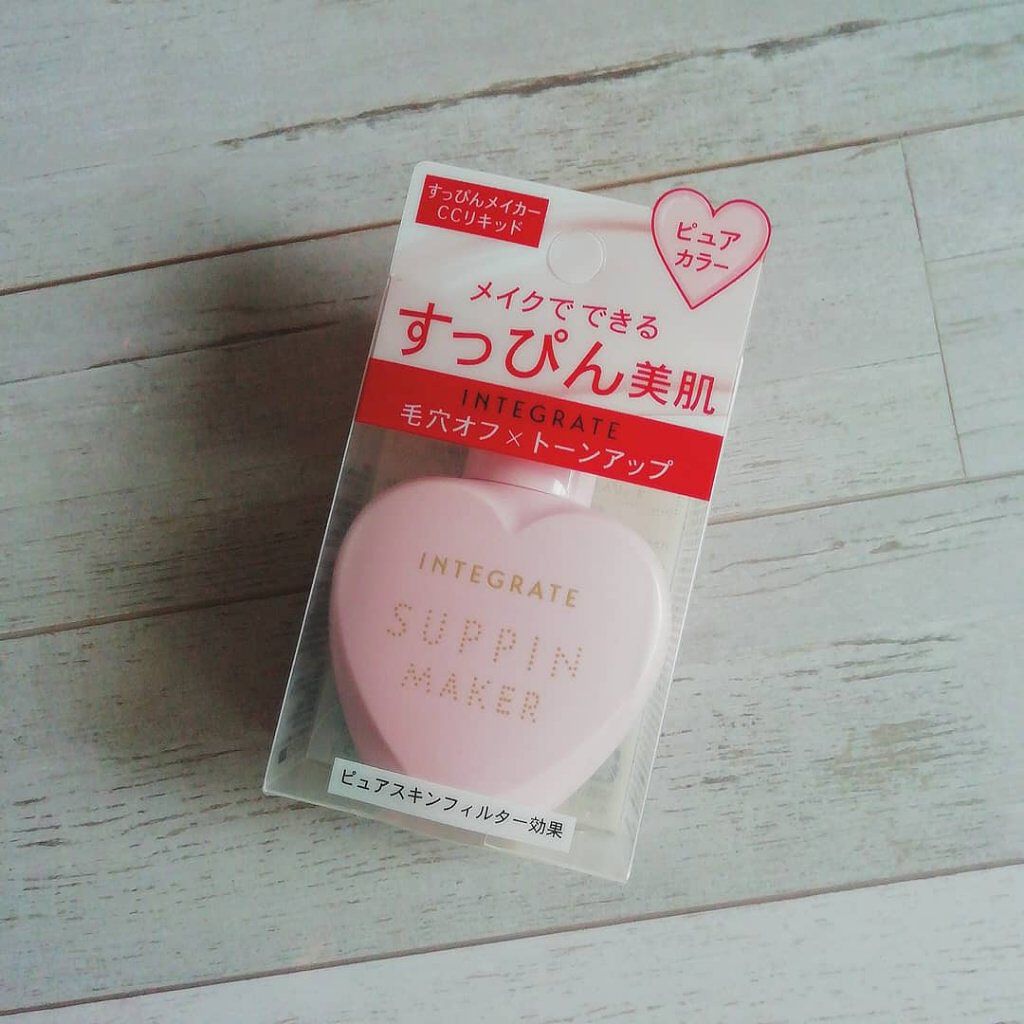 すっぴんメイカー
CCリキッド
ピュア
カラー
メイクでできる
すっぴん美肌
INTEGRATE
毛穴オフ×トーンアップ
INTEGRATE
SUPPIN
MAKER
ピュアスキンフィルター効果